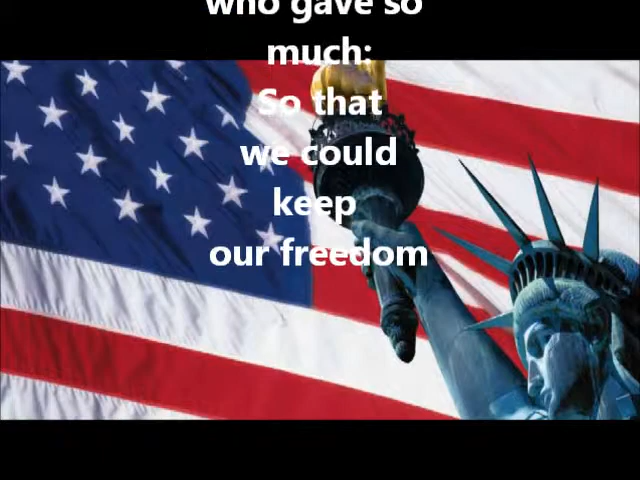 who gave so
much:
So that
we could
keep
our freedom